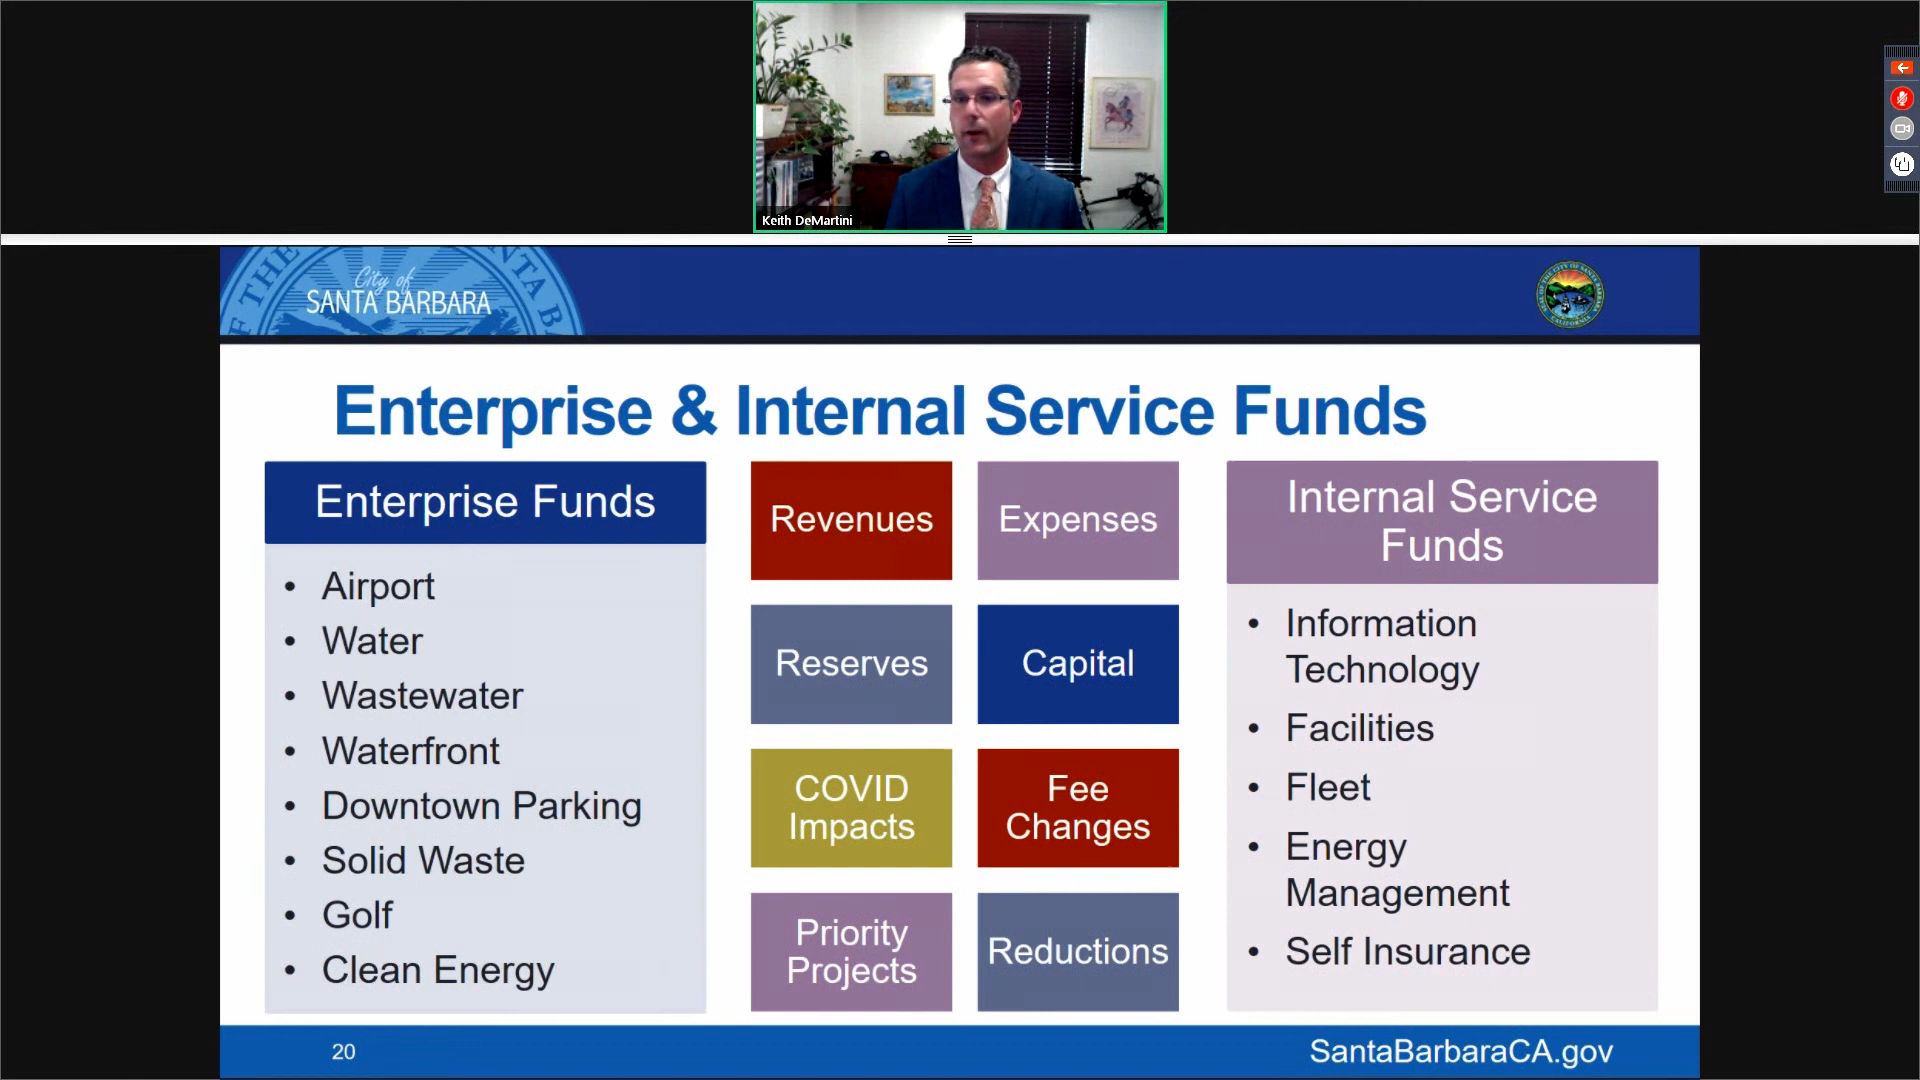 Keith DeMartini
City of
SANTA BARBARA
Enterprise & Internal Service Funds
Enterprise Funds
• Airport
• Water
• Wastewater
• Waterfront
• Downtown Parking
• Solid Waste
• Golf
• Clean Energy
Revenues
Expenses
Reserves
Capital
COVID
Impacts
Fee
Changes
Priority
Projects
Reductions
Internal Service
Funds
• Information
Technology
• Facilities
• Fleet
• Energy
Management
• Self Insurance
20
SantaBarbaraCA.gov